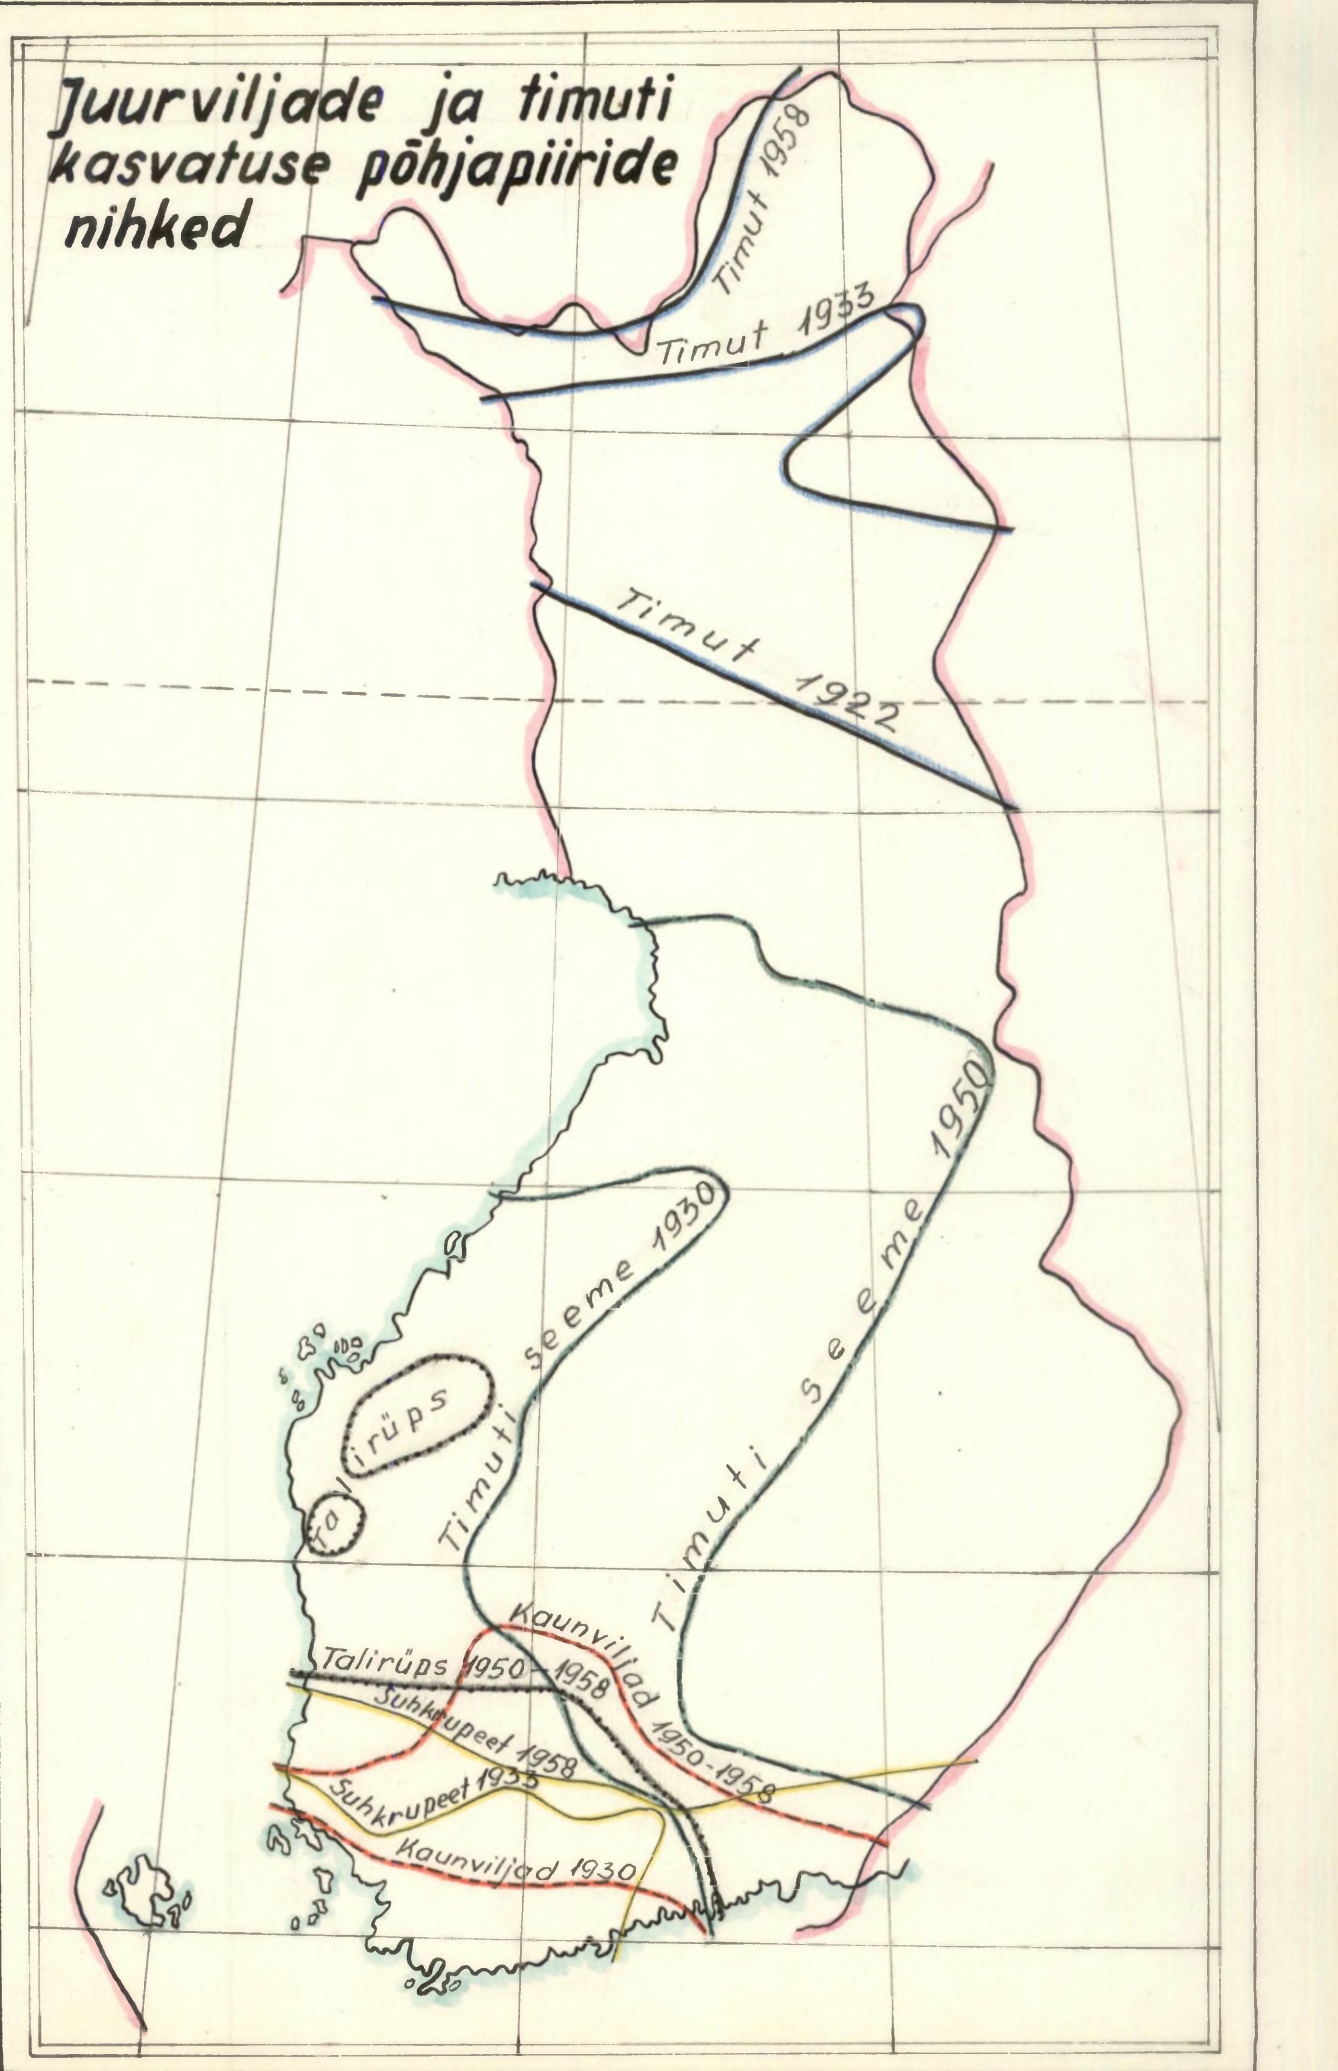 Juurviljade ja timuti
kasvatuse põhjapiiride
nihked
Timut 1958
Timut 1933
Timut 1922
Timuti seeme 1950
Timuti seeme 1930
Talirüps
Kaunviljad 1950-1958
Talirüps 1950-1958
Suhkrupeet 1958
Suhkrupeet 1933
Kaunviljad 1930